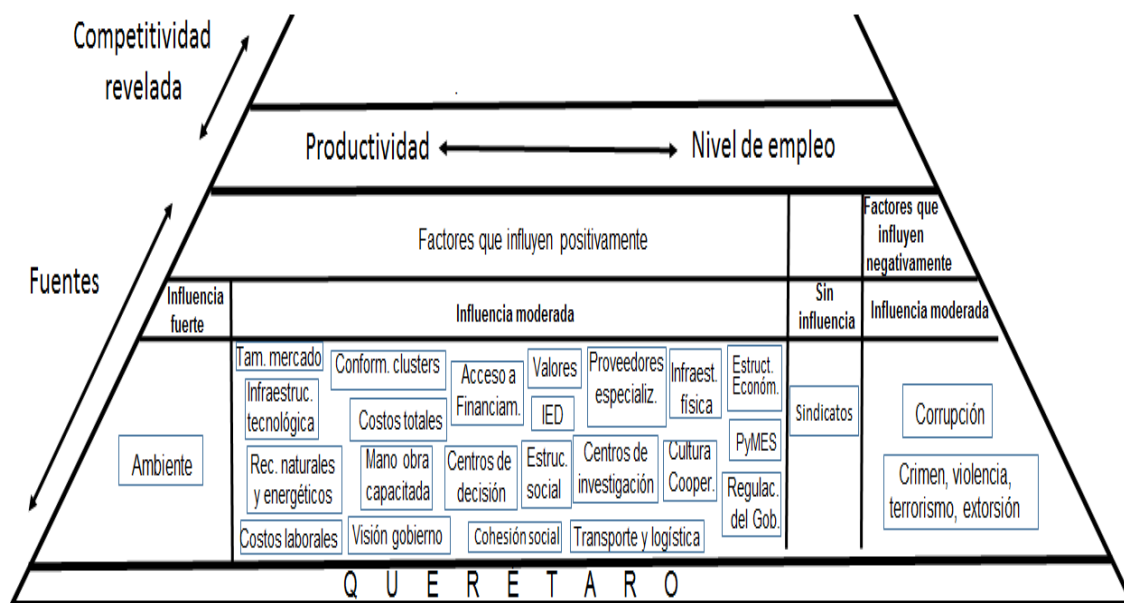 Competitividad
revelada
Productividad
Nivel de empleo
Fuentes
Factores que influyen positivamente
Factores que
influyen
negativamente
Influencia
fuerte
Influencia moderada
Sin
influencia
Influencia moderada
Ambiente
Tam. mercado
Conform. clusters
Acceso a
Financiam.
Valores
Proveedores
especializ.
Infraest.
física
Estruct.
Económ.
Infraestruc.
tecnológica
Costos totales
IED
Sindicatos
Corrupción
PyMES
Rec. naturales
y energéticos
Mano obra
capacitada
Centros de
decisión
Estruc.
social
Centros de
investigación
Cultura
Cooper.
Regulac.
del Gob.
Crimen, violencia,
terrorismo, extorsión
Costos laborales
Visión gobierno
Cohesión social
Transporte y logística
Q U E R É T A R O